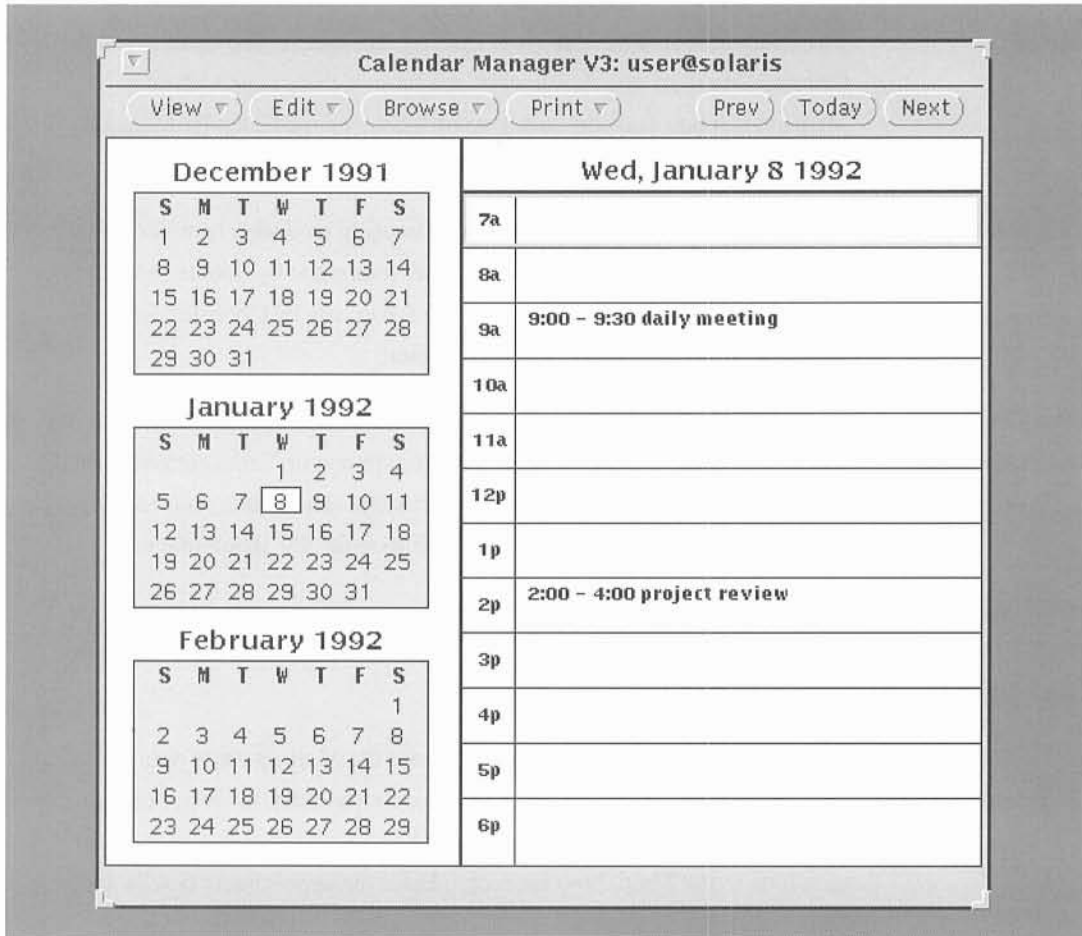 Calendar Manager V3: user@solaris
View Edit Browse Print Prev Today Next
December 1991
S M T W T F S
1 2 3 4 5 6 7
8 9 10 11 12 13 14
15 16 17 18 19 20 21
22 23 24 25 26 27 28
29 30 31
January 1992
S M T W T F S
1 2 3 4
5 6 7 8 9 10 11
12 13 14 15 16 17 18
19 20 21 22 23 24 25
26 27 28 29 30 31
February 1992
S M T W T F S
1
2 3 4 5 6 7 8
9 10 11 12 13 14 15
16 17 18 19 20 21 22
23 24 25 26 27 28 29
Wed, January 8 1992
7a
8a
9a 9:00 – 9:30 daily meeting
10a
11a
12p
1p
2p 2:00 – 4:00 project review
3p
4p
5p
6p